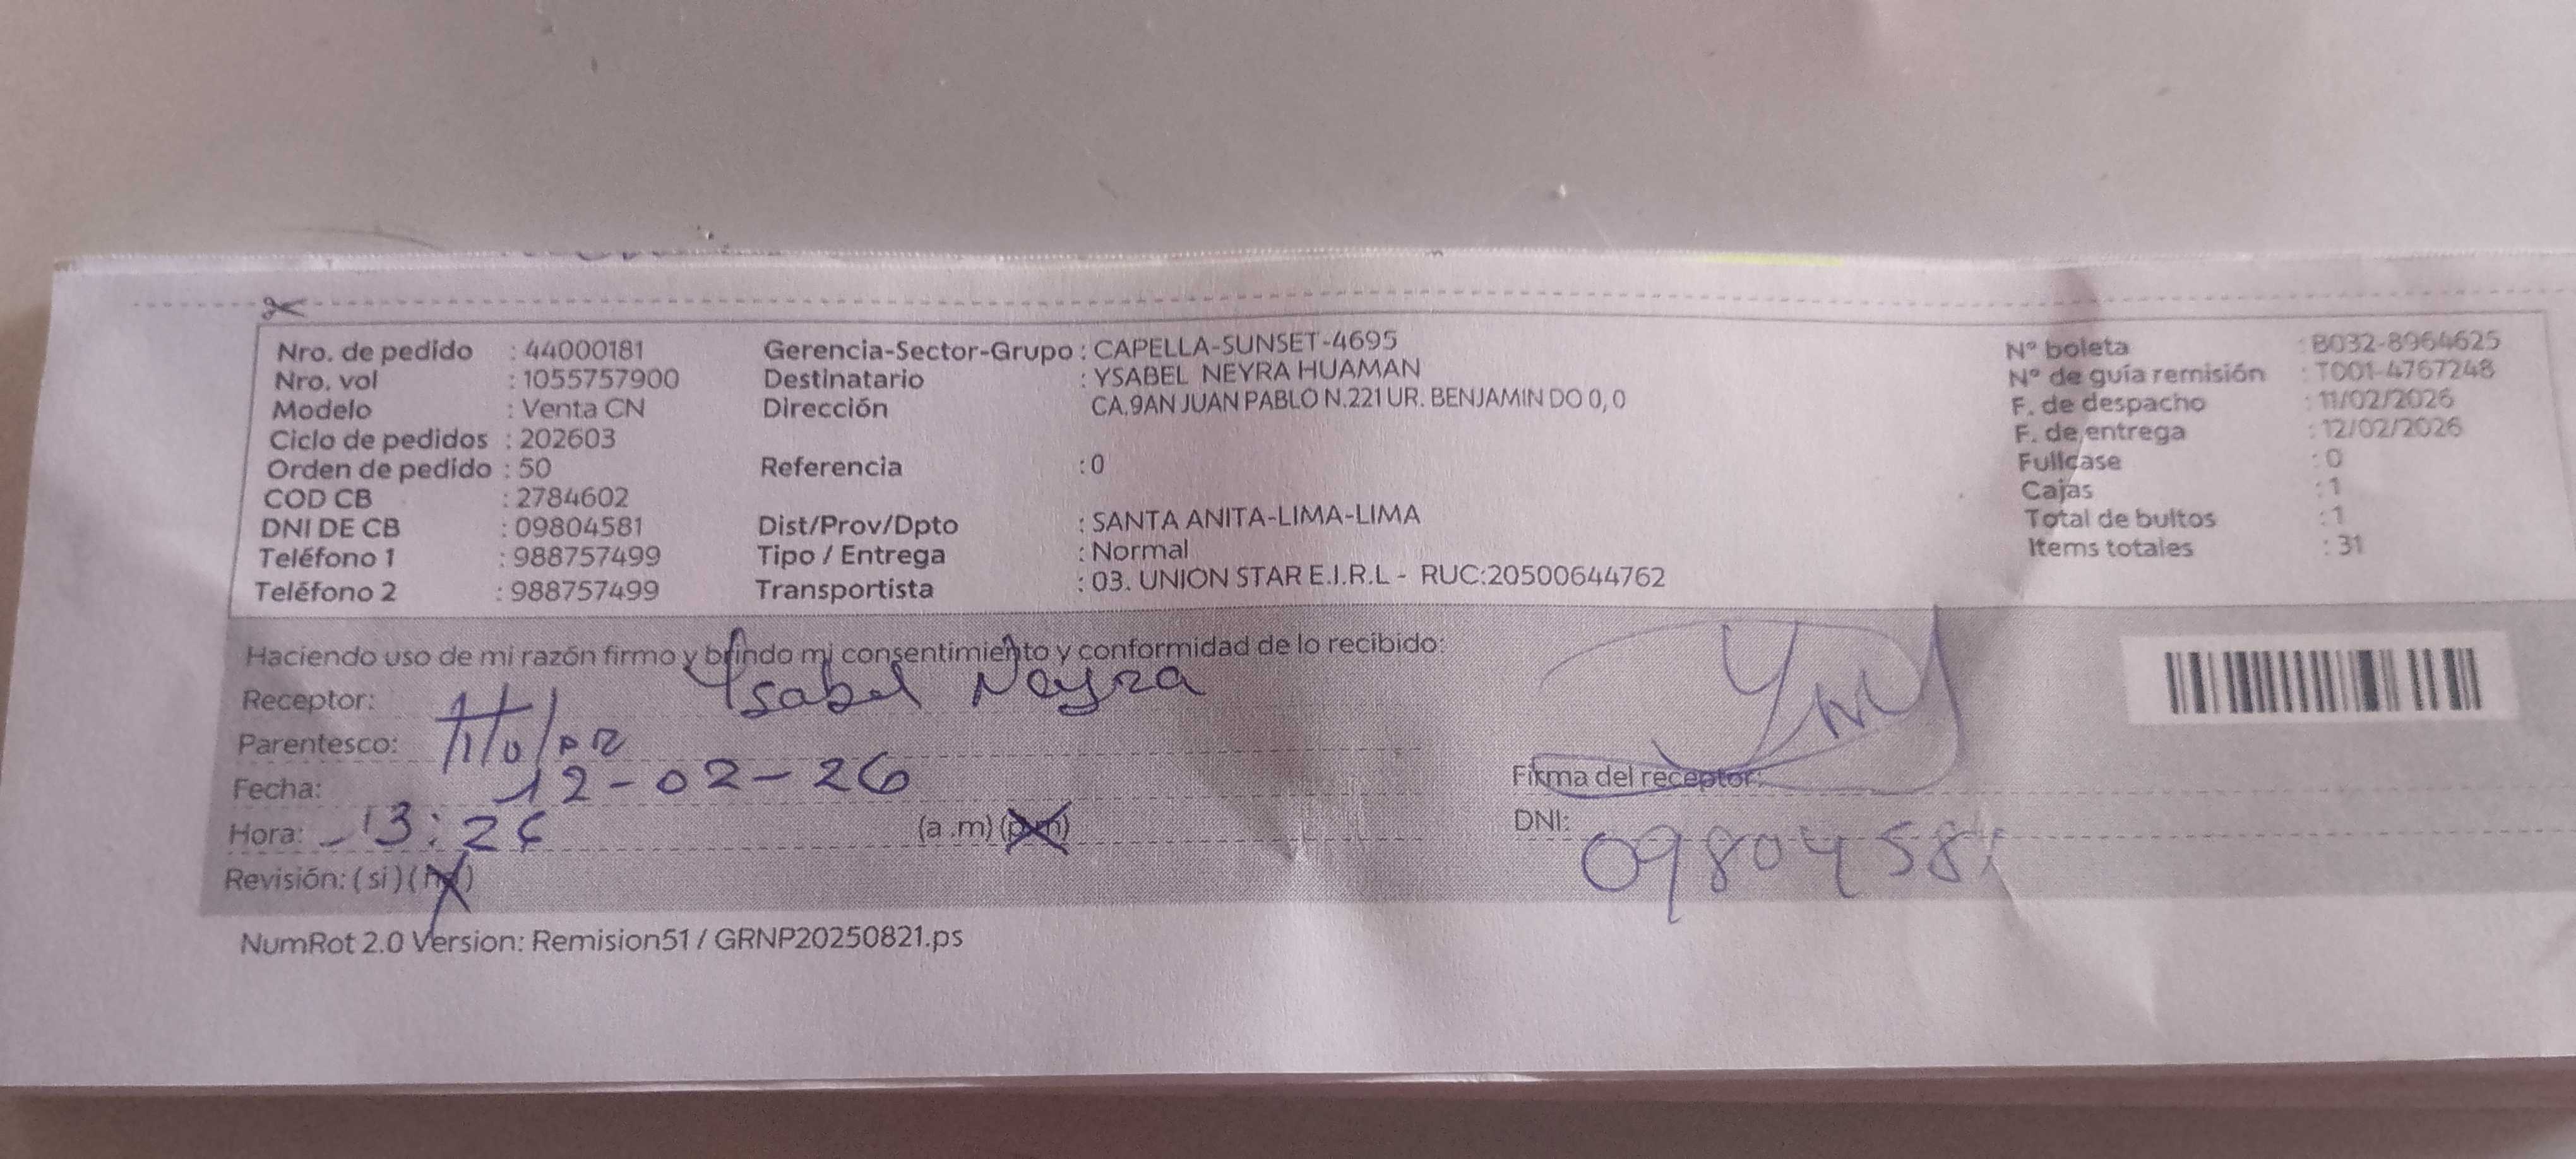 Nro. de pedido : 44000181
Nro. vol : 1055757900
Modelo : Venta CN
Ciclo de pedidos : 202603
Orden de pedido : 50
COD CB : 2784602
DNI DE CB : 09804581
Teléfono 1 : 988757499
Teléfono 2 : 988757499
Gerencia-Sector-Grupo : CAPELLA-SUNSET-4695
Destinatario : YSABEL NEYRA HUAMAN
Dirección CA.9AN JUAN PABLO N.221 UR. BENJAMIN DO 0, 0
Referencia : 0
Dist/Prov/Dpto : SANTA ANITA-LIMA-LIMA
Tipo / Entrega : Normal
Transportista : 03. UNION STAR E.I.R.L - RUC:20500644762
N° boleta : B032-8964625
N° de guía remisión : T001-4767248
F. de despacho : 11/02/2026
F. de entrega : 12/02/2026
Fullcase : 0
Cajas : 1
Total de bultos : 1
Items totales : 31
Haciendo uso de mi razón firmo y brindo mi consentimiento y conformidad de lo recibido:
Receptor: Ysabel Neyra
Parentesco: titular
Fecha: 12-02-26
Hora: 13:26 (a .m) (p.m)
Revisión: (si) (no)
Firma del receptor:
DNI: 09804581
NumRot 2.0 Version: Remision51 / GRNP20250821.ps